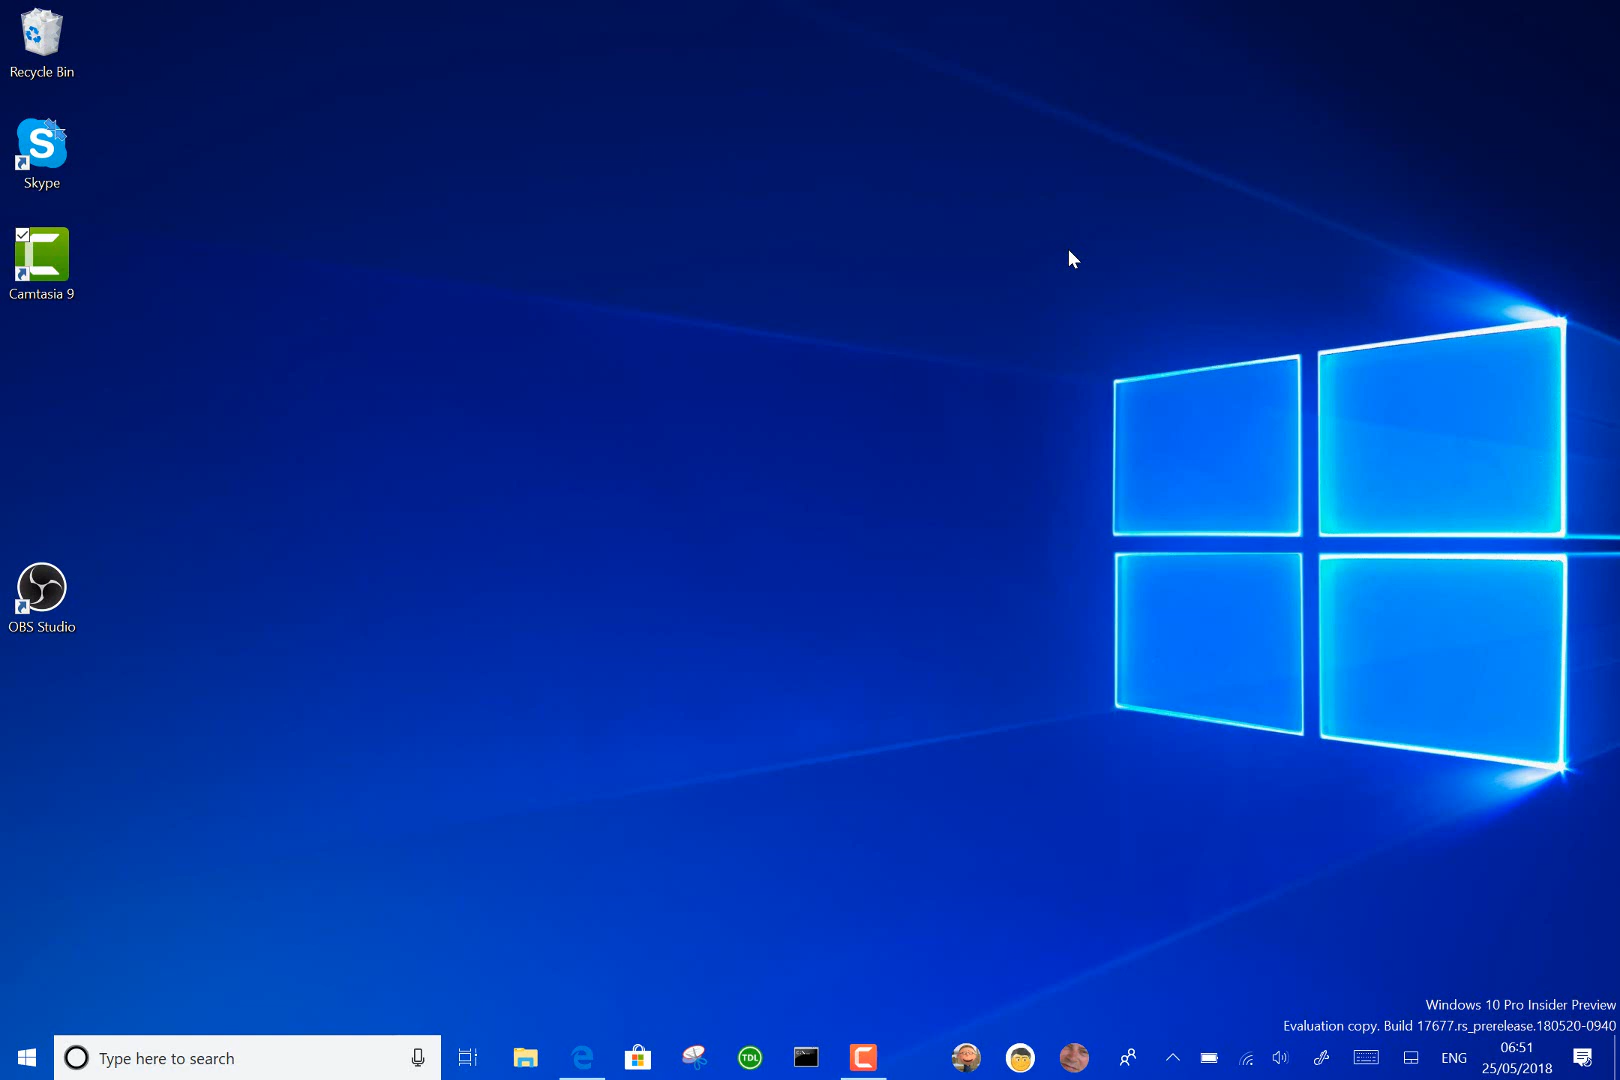 Recycle Bin
S
Skype
C
Camtasia 9
OBS Studio
Windows 10 Pro Insider Preview
Evaluation copy. Build 17677.rs_prerelease.180520-0940
Type here to search
TDL
C
ENG
06:51
25/05/2018